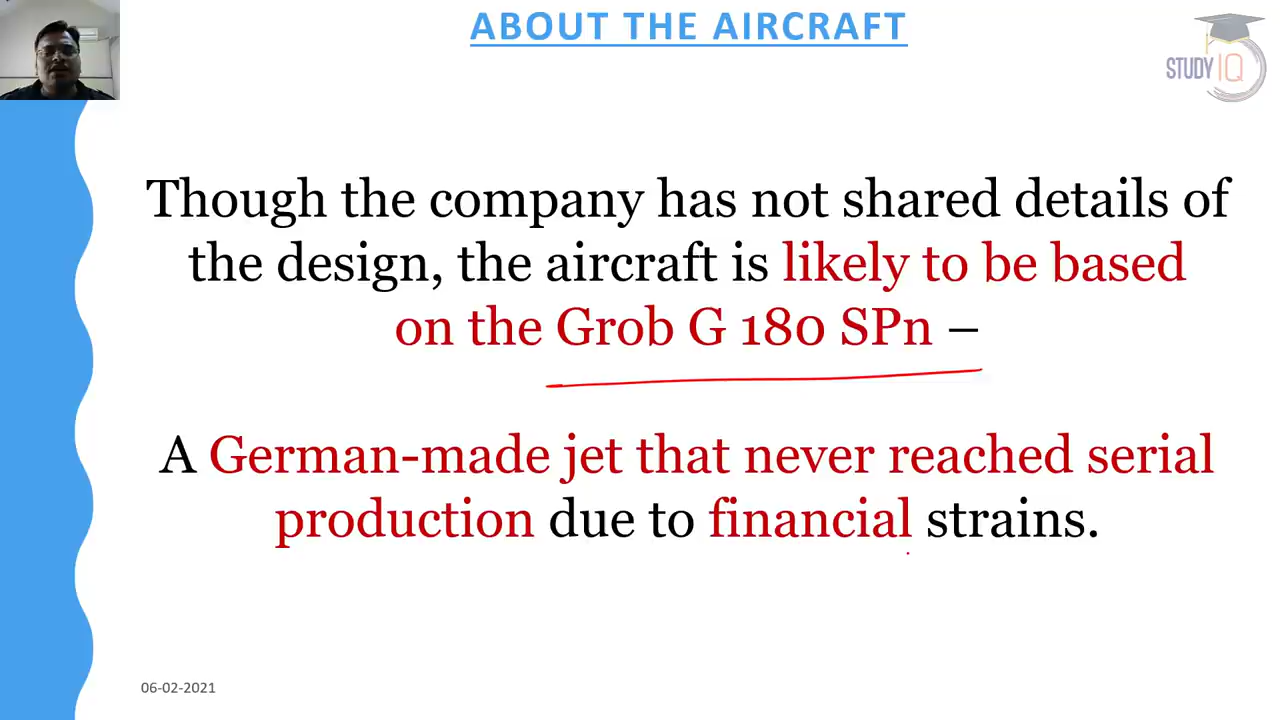 ABOUT THE AIRCRAFT
STUDY IQ
Though the company has not shared details of
the design, the aircraft is likely to be based
on the Grob G 180 SPn –
A German-made jet that never reached serial
production due to financial strains.
06-02-2021